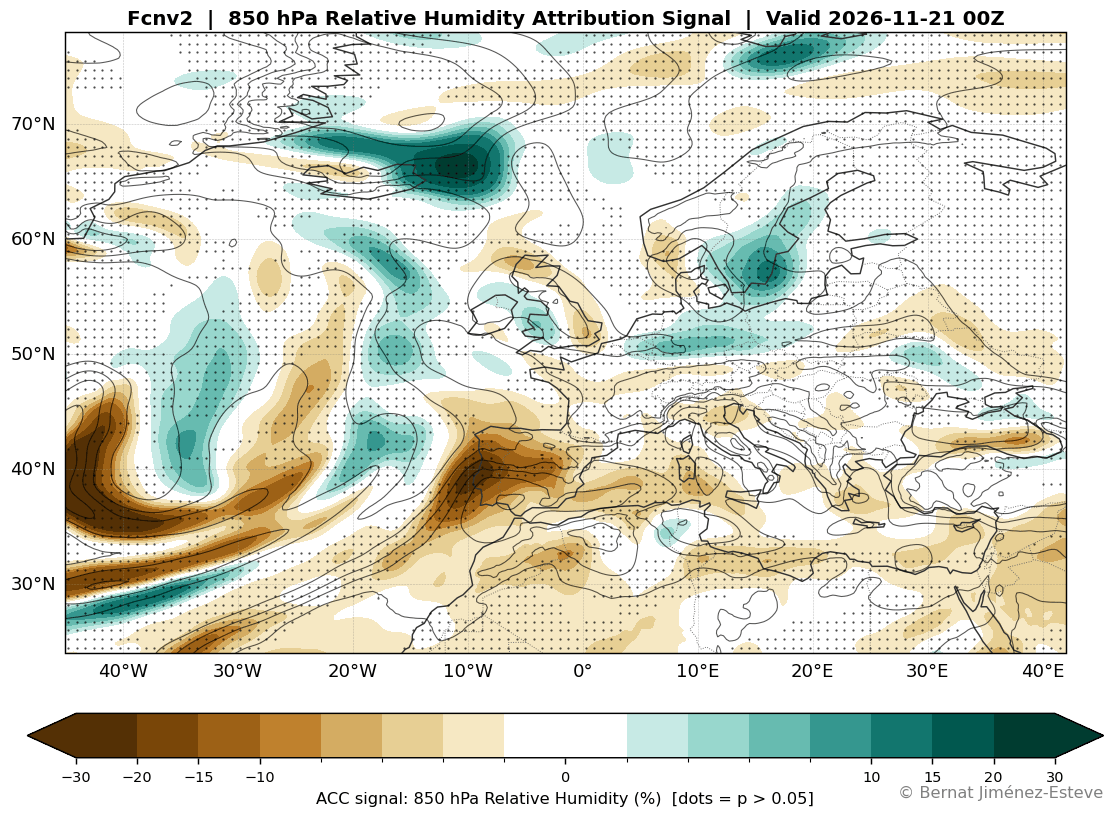 Fcnv2 | 850 hPa Relative Humidity Attribution Signal | Valid 2026-11-21 00Z
70°N
60°N
50°N
40°N
30°N
40°W 30°W 20°W 10°W 0° 10°E 20°E 30°E 40°E
−30 −20 −15 −10 0 10 15 20 30
ACC signal: 850 hPa Relative Humidity (%) [dots = p > 0.05]
© Bernat Jiménez-Esteve